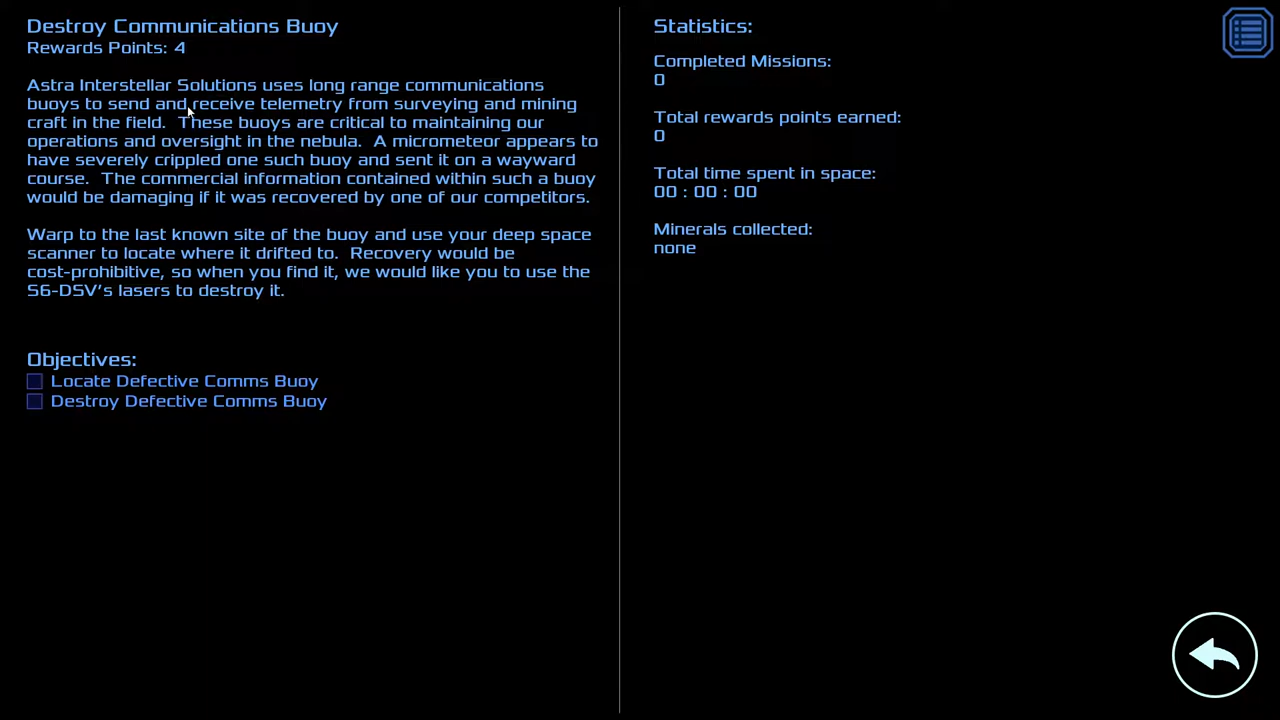 Destroy Communications Buoy
Rewards Points: 4
Astra Interstellar Solutions uses long range communications
buoys to send and receive telemetry from surveying and mining
craft in the field.  These buoys are critical to maintaining our
operations and oversight in the nebula.  A micrometeor appears to
have severely crippled one such buoy and sent it on a wayward
course.  The commercial information contained within such a buoy
would be damaging if it was recovered by one of our competitors.
Warp to the last known site of the buoy and use your deep space
scanner to locate where it drifted to.  Recovery would be
cost-prohibitive, so when you find it, we would like you to use the
S6-DSV's lasers to destroy it.
Objectives:
Locate Defective Comms Buoy
Destroy Defective Comms Buoy
Statistics:
Completed Missions:
0
Total rewards points earned:
0
Total time spent in space:
00 : 00 : 00
Minerals collected:
none